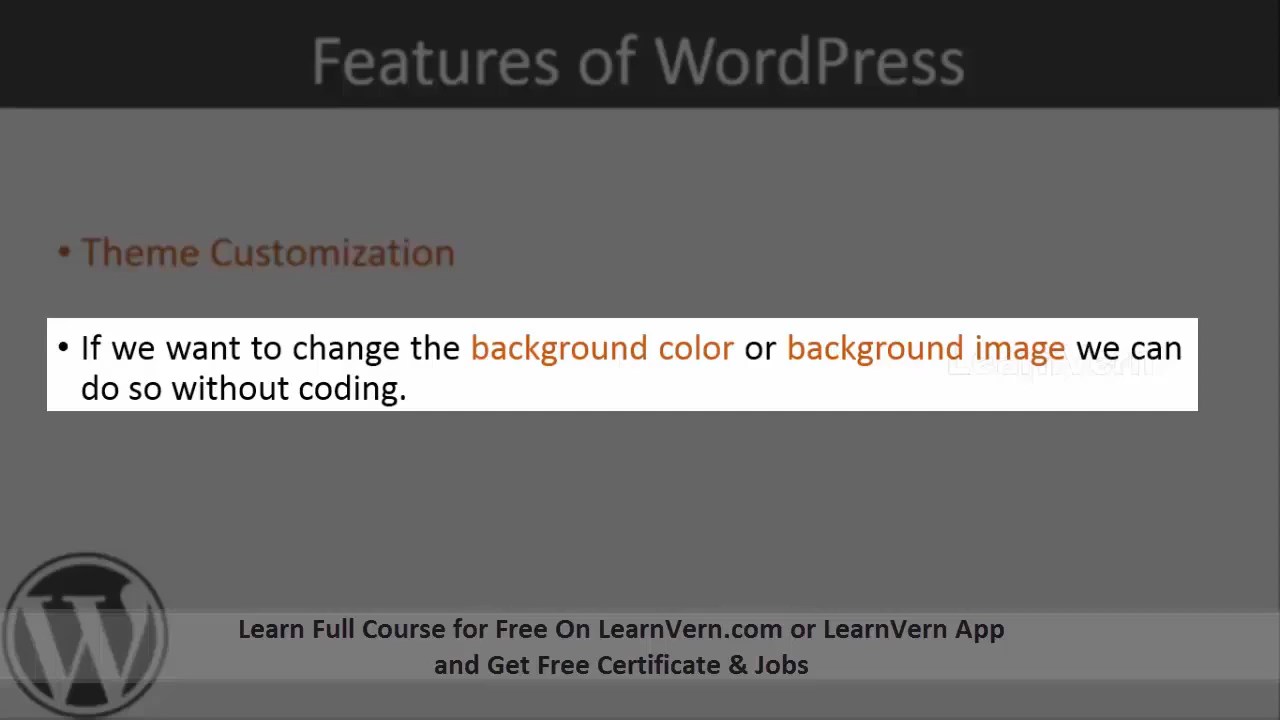 Features of WordPress
• Theme Customization
• If we want to change the background color or background image we can
do so without coding.
LearnVern
Learn Full Course for Free On LearnVern.com or LearnVern App
and Get Free Certificate & Jobs